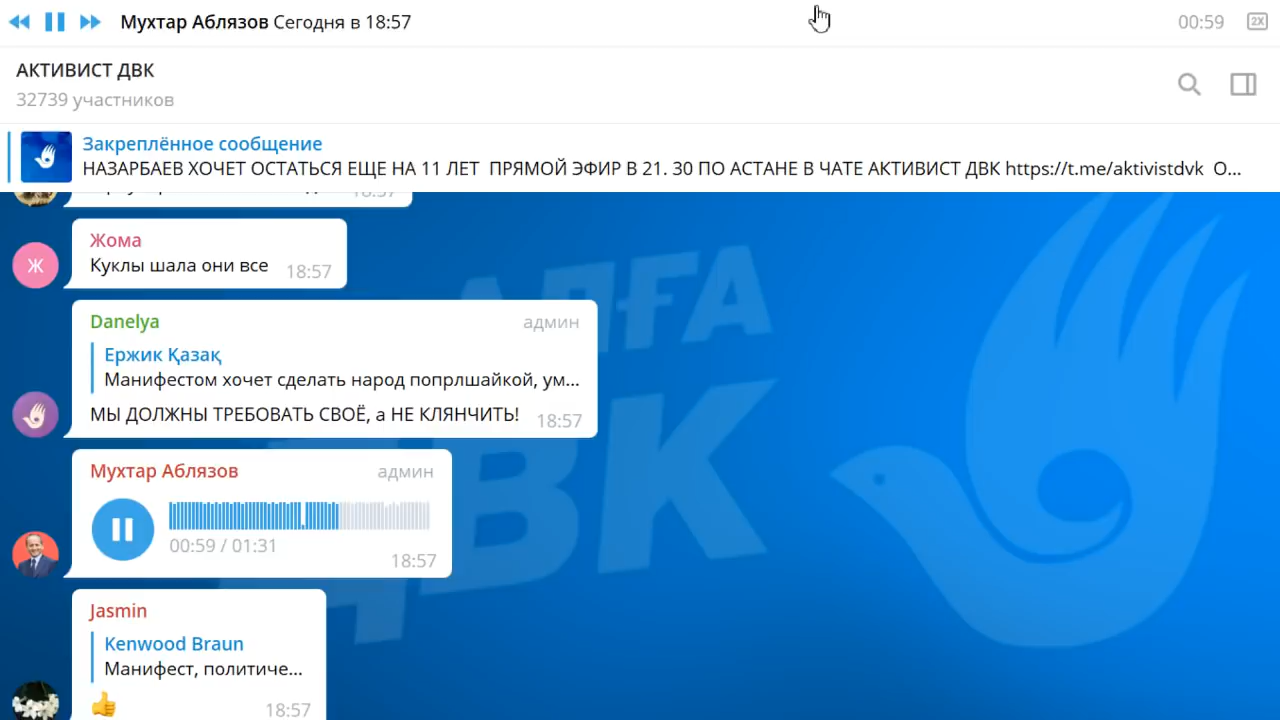 Мухтар Аблязов Сегодня в 18:57
00:59
2X
АКТИВИСТ ДВК
32739 участников
Закреплённое сообщение
НАЗАРБАЕВ ХОЧЕТ ОСТАТЬСЯ ЕЩЕ НА 11 ЛЕТ ПРЯМОЙ ЭФИР В 21. 30 ПО АСТАНЕ В ЧАТЕ АКТИВИСТ ДВК https://t.me/aktivistdvk О...
18:57
Жома
Ж
Куклы шала они все 18:57
АЛҒА
ДВК
Danelya админ
Ержик Қазақ
Манифестом хочет сделать народ попрлшайкой, ум...
МЫ ДОЛЖНЫ ТРЕБОВАТЬ СВОЁ, а НЕ КЛЯНЧИТЬ! 18:57
Мухтар Аблязов админ
00:59 / 01:31
18:57
Jasmin
Kenwood Braun
Манифест, политиче...
👍 18:57